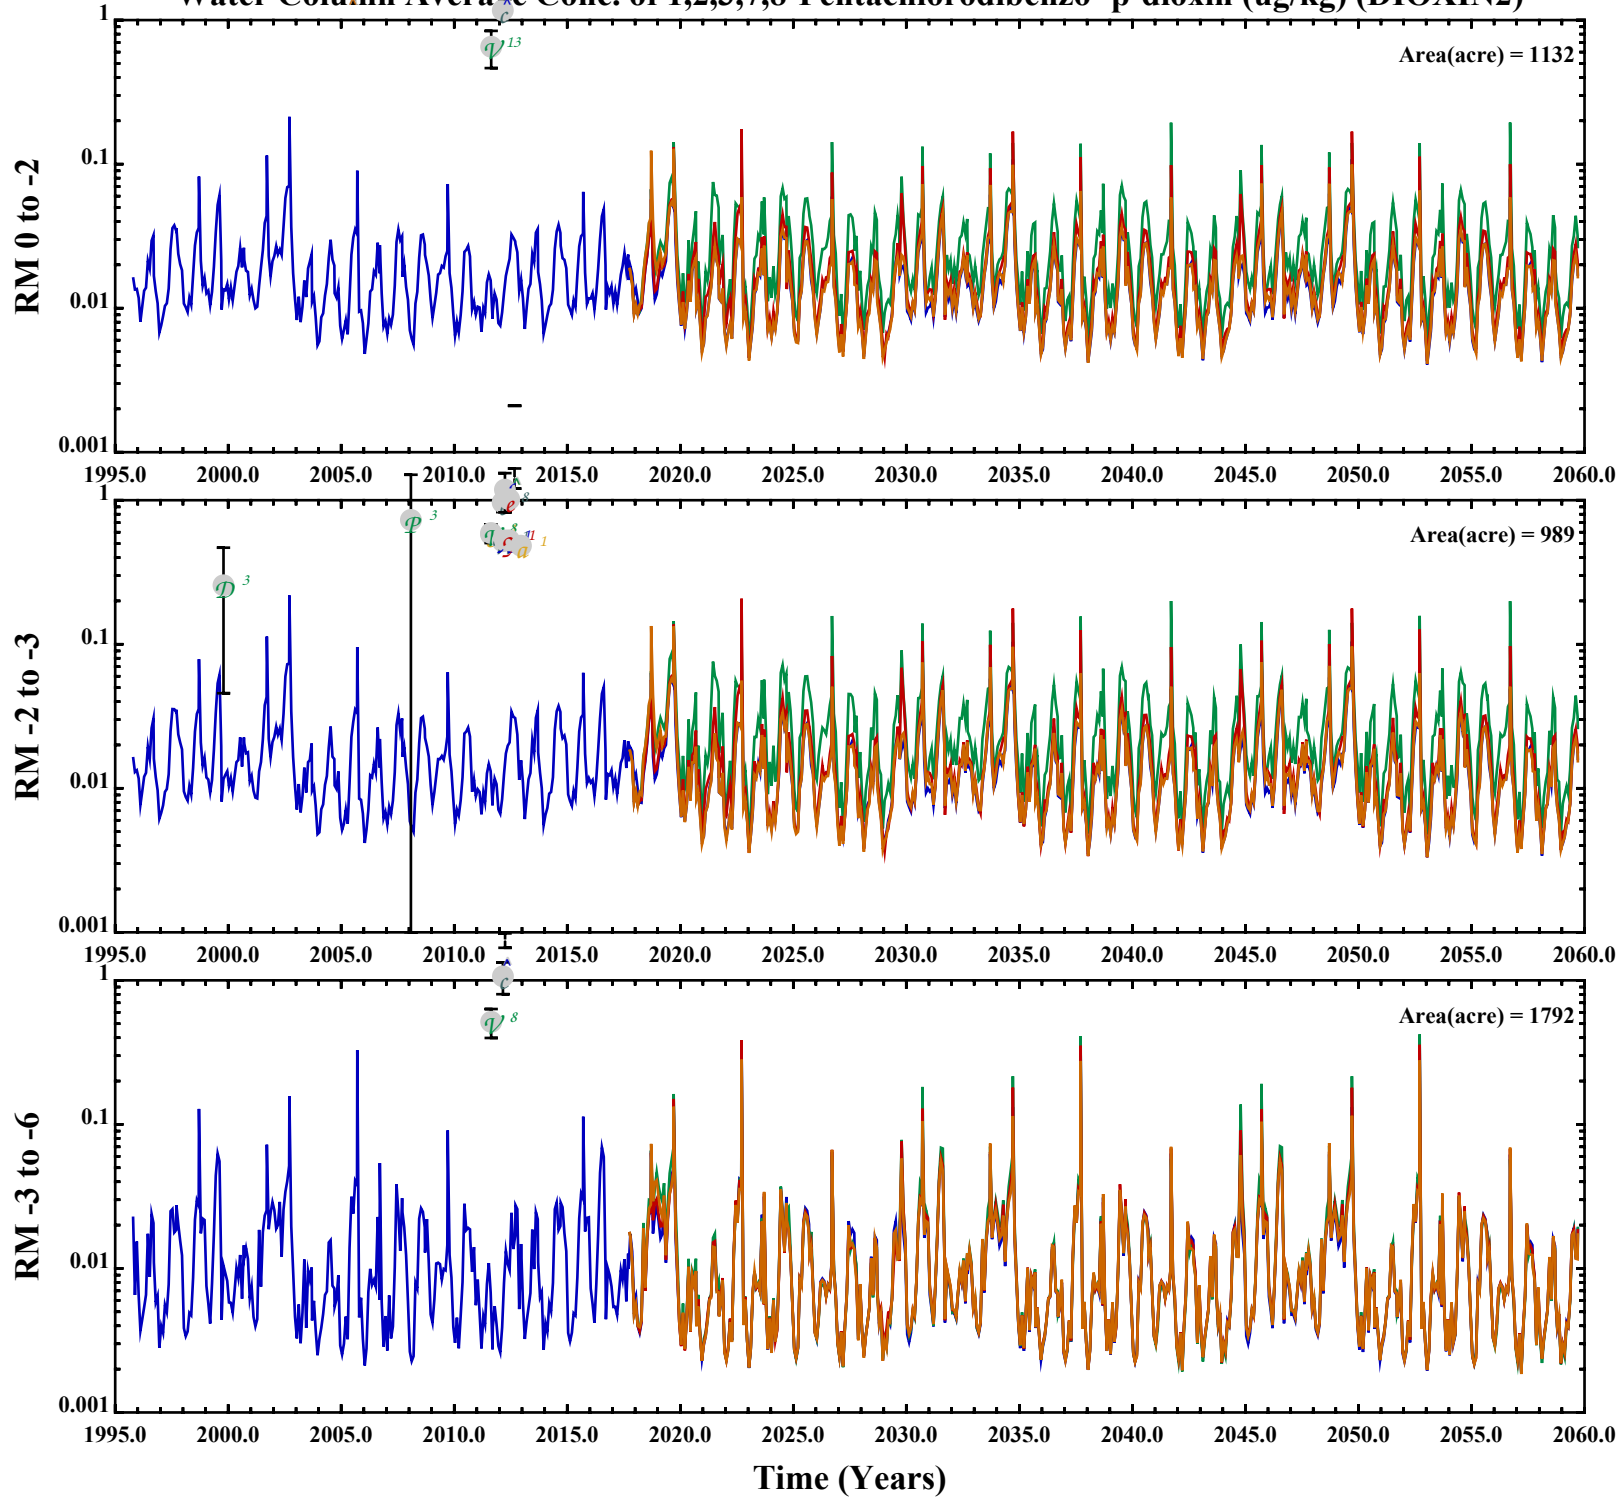 Water Column Average Conc. of 1,2,3,7,8-Pentachlorodibenzo-p-dioxin (ug/kg) (DIOXIN2)
RM 0 to -2
1
0.1
0.01
0.001
Area(acre) = 1132
V 13
c
1995.0 2000.0 2005.0 2010.0 2015.0 2020.0 2025.0 2030.0 2035.0 2040.0 2045.0 2050.0 2055.0 2060.0
RM -2 to -3
1
0.1
0.01
0.001
Area(acre) = 989
D 3
P 3
e 8
8
a 1
1995.0 2000.0 2005.0 2010.0 2015.0 2020.0 2025.0 2030.0 2035.0 2040.0 2045.0 2050.0 2055.0 2060.0
RM -3 to -6
1
0.1
0.01
0.001
Area(acre) = 1792
c
V 8
1995.0 2000.0 2005.0 2010.0 2015.0 2020.0 2025.0 2030.0 2035.0 2040.0 2045.0 2050.0 2055.0 2060.0
Time (Years)